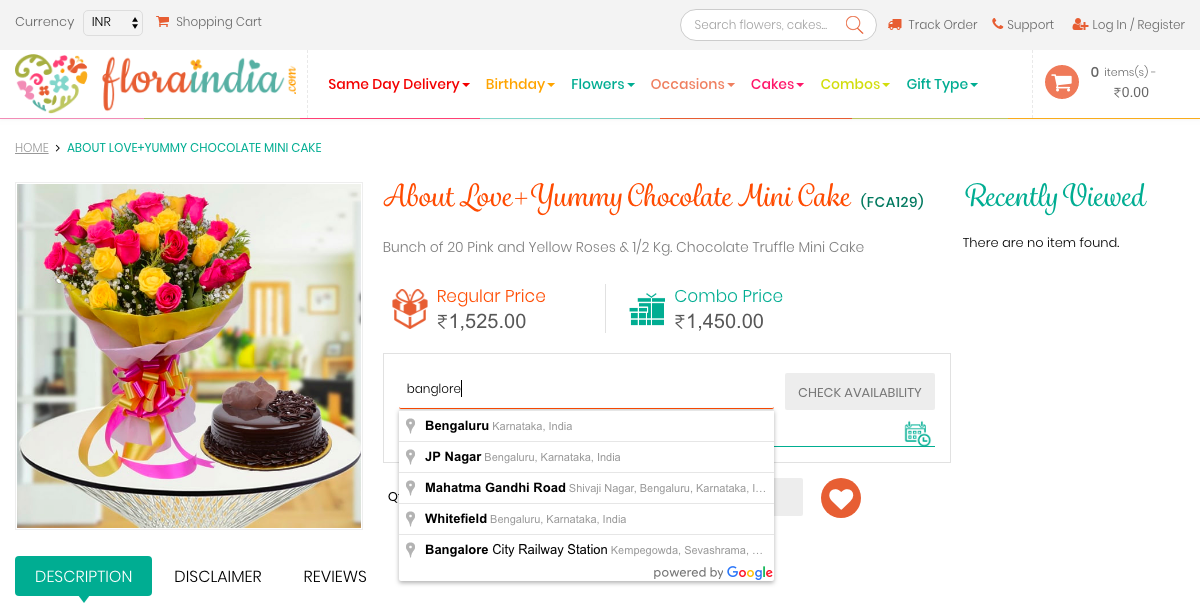 Currency INR Shopping Cart Search flowers, cakes... Track Order Support Log In / Register
floraindia.com
Same Day Delivery Birthday Flowers Occasions Cakes Combos Gift Type
0 items(s) -
₹0.00
HOME > ABOUT LOVE+YUMMY CHOCOLATE MINI CAKE
About Love+Yummy Chocolate Mini Cake (FCA129)
Recently Viewed
Bunch of 20 Pink and Yellow Roses & 1/2 Kg. Chocolate Truffle Mini Cake
There are no item found.
Regular Price
₹1,525.00
Combo Price
₹1,450.00
banglore
CHECK AVAILABILITY
Bengaluru Karnataka, India
JP Nagar Bengaluru, Karnataka, India
Mahatma Gandhi Road Shivaji Nagar, Bengaluru, Karnataka, I...
Whitefield Bengaluru, Karnataka, India
Bangalore City Railway Station Kempegowda, Sevashrama, ...
powered by Google
DESCRIPTION DISCLAIMER REVIEWS